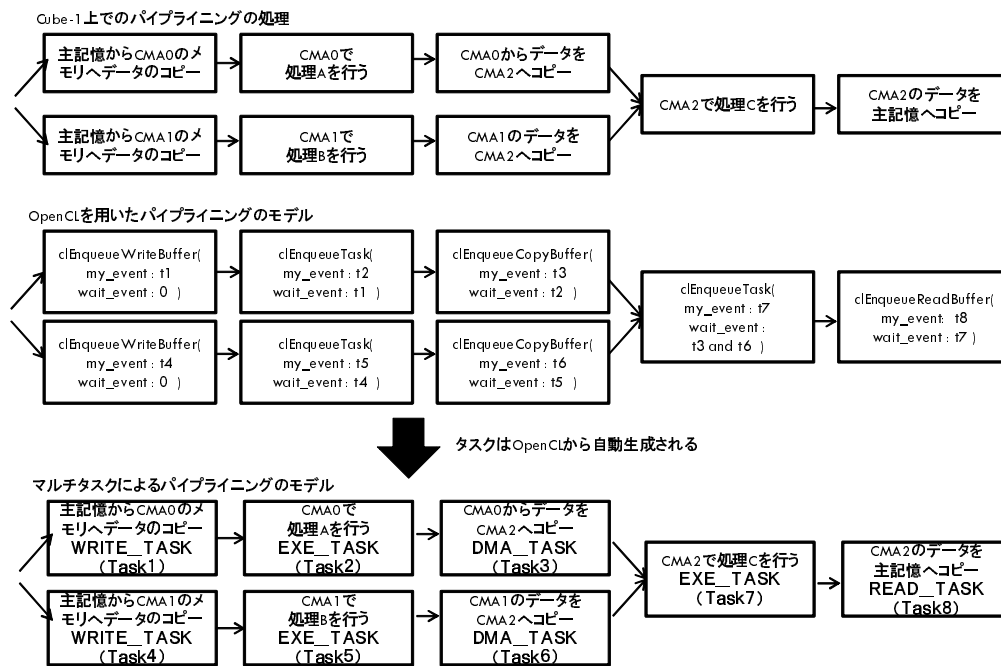 Cube-1上でのパイプライニングの処理
主記憶からCMA0のメ
モリへデータのコピー
CMA0で
処理Aを行う
CMA0からデータを
CMA2へコピー
主記憶からCMA1のメ
モリへデータのコピー
CMA1で
処理Bを行う
CMA1のデータを
CMA2へコピー
CMA2で処理Cを行う
CMA2のデータを
主記憶へコピー
OpenCLを用いたパイプライニングのモデル
clEnqueueWriteBuffer(
my_event : t1
wait_event : 0 )
clEnqueueTask(
my_event : t2
wait_event : t1 )
clEnqueueCopyBuffer(
my_event : t3
wait_event : t2 )
clEnqueueWriteBuffer(
my_event : t4
wait_event : 0 )
clEnqueueTask(
my_event : t5
wait_event : t4 )
clEnqueueCopyBuffer(
my_event : t6
wait_event : t5 )
clEnqueueTask(
my_event : t7
wait_event :
t3 and t6 )
clEnqueueReadBuffer(
my_event: t8
wait_event : t7 )
タスクはOpenCLから自動生成される
マルチタスクによるパイプライニングのモデル
主記憶からCMA0のメ
モリへデータのコピー
WRITE_TASK
(Task1)
CMA0で
処理Aを行う
EXE_TASK
(Task2)
CMA0からデータを
CMA2へコピー
DMA_TASK
(Task3)
主記憶からCMA1のメ
モリへデータのコピー
WRITE_TASK
(Task4)
CMA1で
処理Bを行う
EXE_TASK
(Task5)
CMA1のデータを
CMA2へコピー
DMA_TASK
(Task6)
CMA2で処理Cを行う
EXE_TASK
(Task7)
CMA2のデータを
主記憶へコピー
READ_TASK
(Task8)